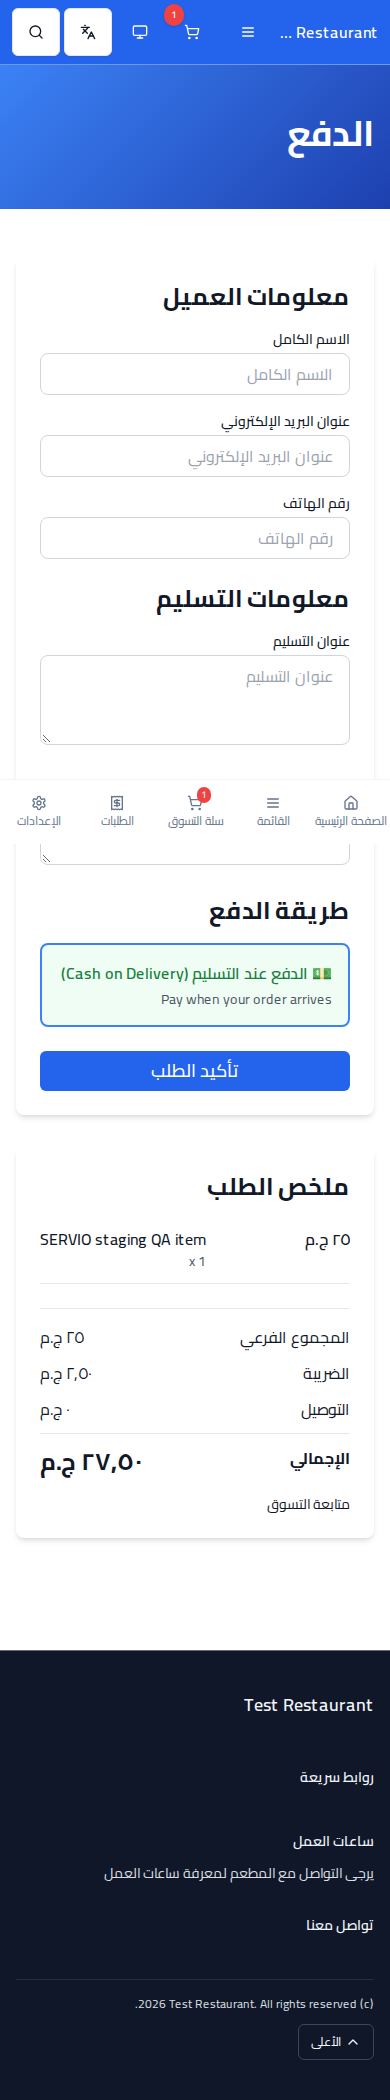 Test Restaurant ...
1
الدفع
معلومات العميل
الاسم الكامل
الاسم الكامل
عنوان البريد الإلكتروني
عنوان البريد الإلكتروني
رقم الهاتف
رقم الهاتف
معلومات التسليم
عنوان التسليم
عنوان التسليم
الصفحة الرئيسية
القائمة
1
سلة التسوق
الطلبات
الإعدادات
طريقة الدفع
💵 الدفع عند التسليم (Cash on Delivery)
Pay when your order arrives
تأكيد الطلب
ملخص الطلب
٢٥ ج.م
SERVIO staging QA item
x 1
المجموع الفرعي ٢٥ ج.م
الضريبة ٢٫٥٠ ج.م
التوصيل ٠ ج.م
الإجمالي ٢٧٫٥٠ ج.م
متابعة التسوق
Test Restaurant
روابط سريعة
ساعات العمل
يرجى التواصل مع المطعم لمعرفة ساعات العمل
تواصل معنا
.2026 Test Restaurant. All rights reserved (c)
الأعلى